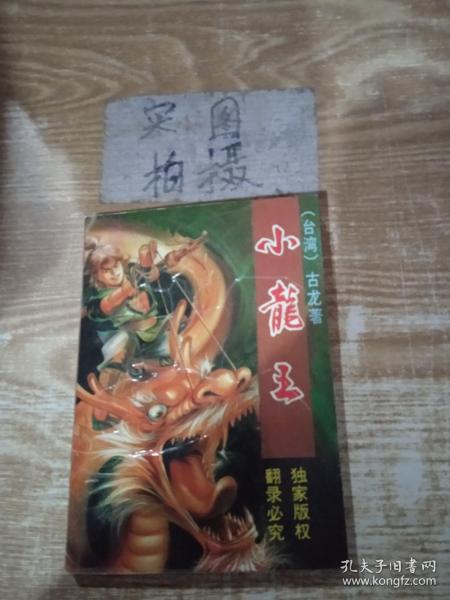 实图
拍摄
(台湾)古龙著
小龍王
独家版权
翻录必究
孔夫子旧书网
www.kongfz.com